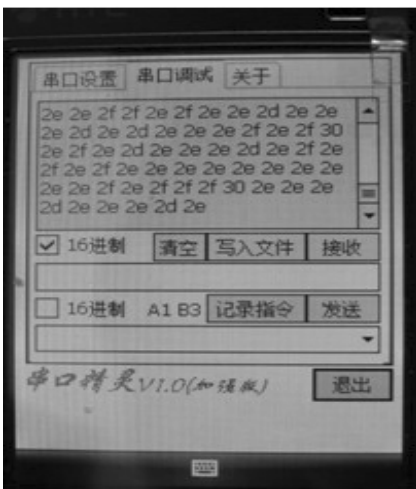 串口设置 串口调试 关于
2e 2e 2f 2f 2e 2f 2e 2e 2d 2e 2e
2e 2d 2e 2d 2e 2e 2e 2f 2e 2f 30
2e 2f 2e 2d 2e 2e 2e 2d 2e 2f 2e
2f 2e 2f 2e 2e 2e 2e 2e 2e 2e 2e
2e 2e 2f 2e 2f 2f 2f 30 2e 2e 2e
2d 2e 2e 2e 2d 2e
16进制 清空 写入文件 接收
16进制 A1 B3 记录指令 发送
串口精灵V1.0(加强版) 退出